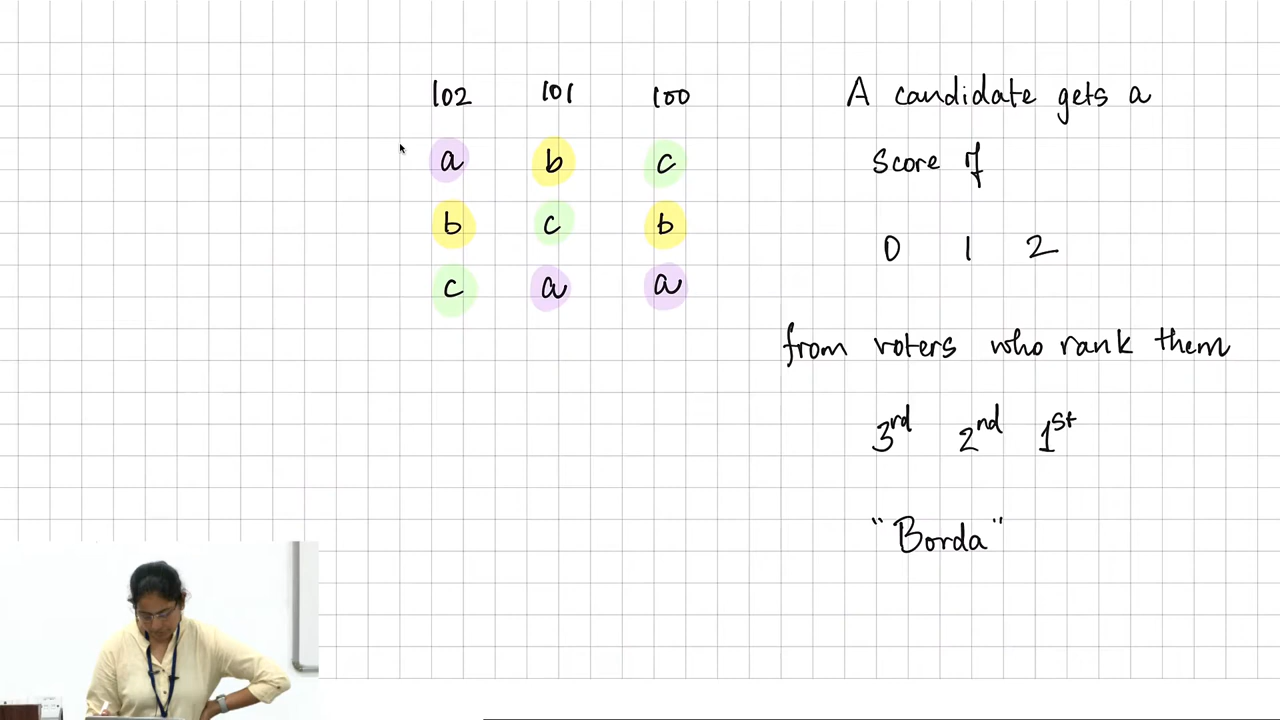 102 101 100
a b c
b c b
c a a
A candidate gets a
score of
0 1 2
from voters who rank them
3rd 2nd 1st
"Borda"